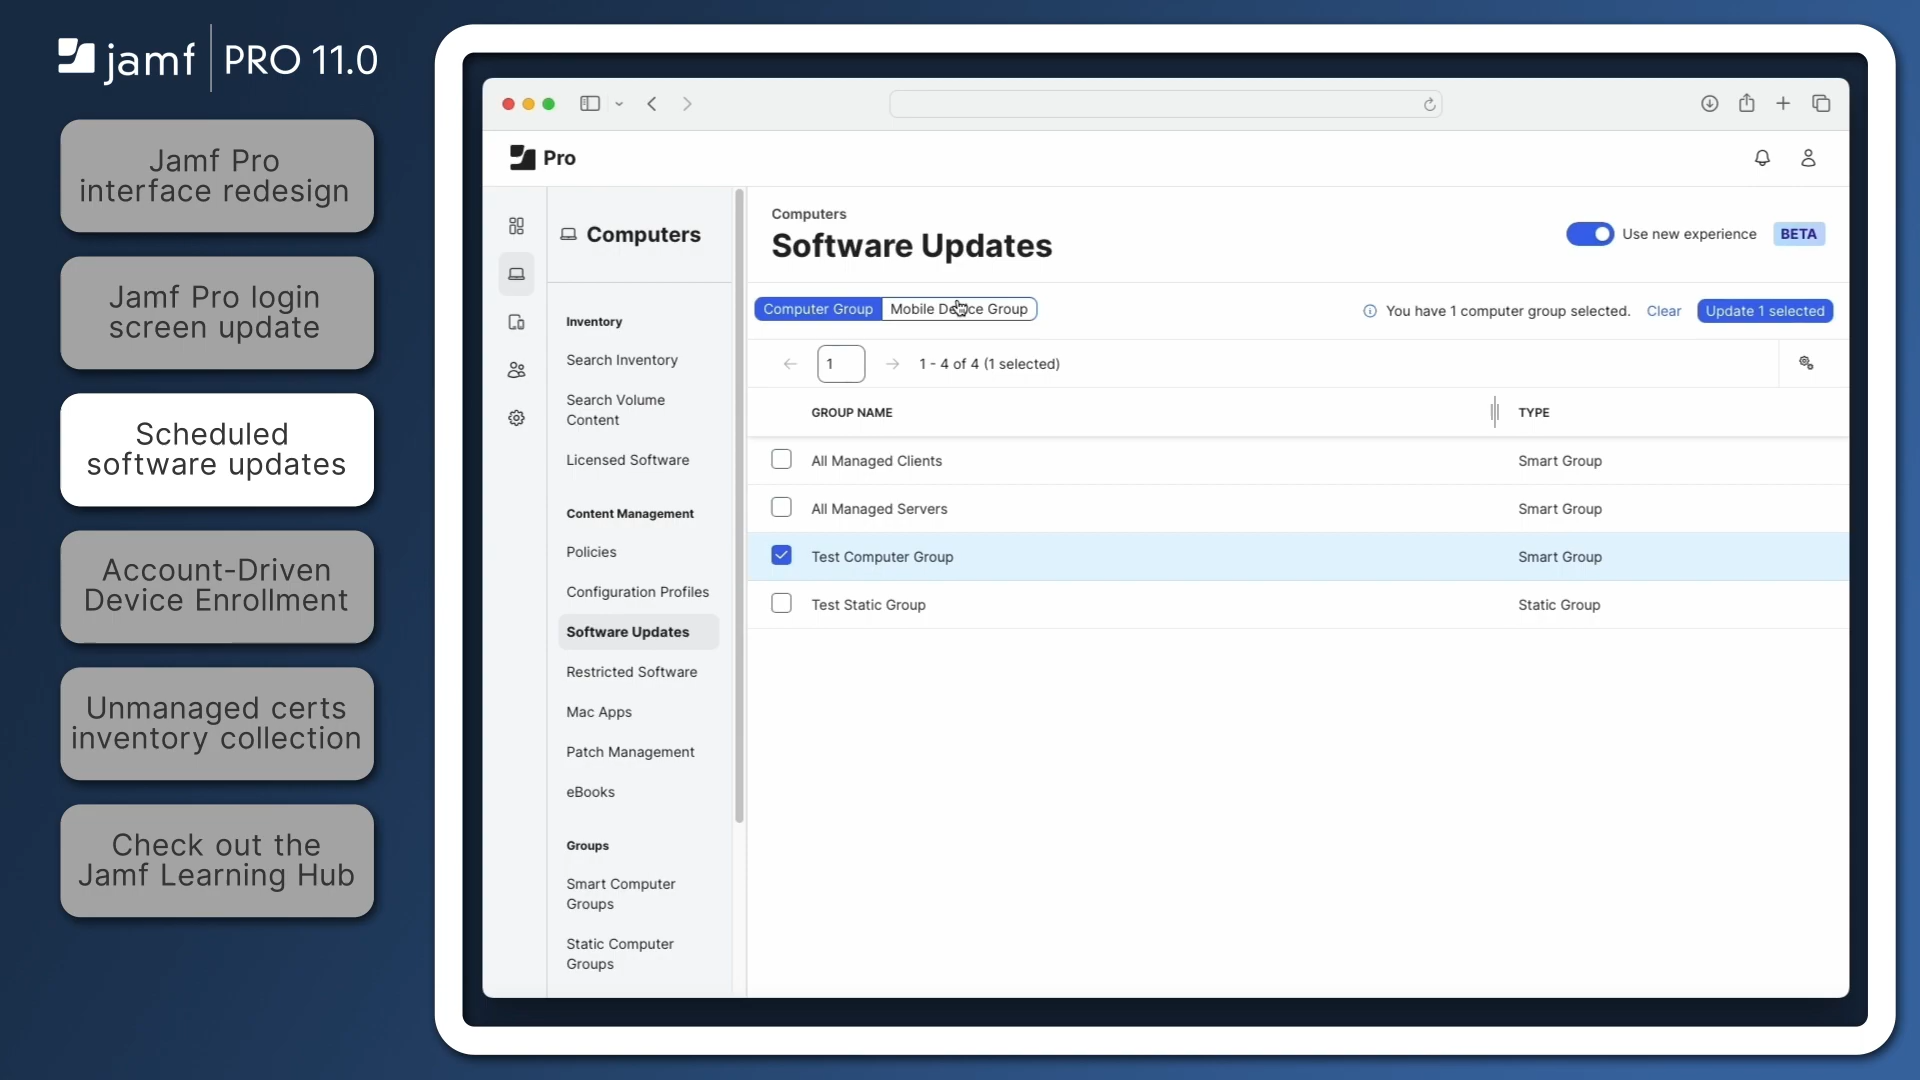 jamf PRO 11.0
Jamf Pro
interface redesign
Jamf Pro login
screen update
Scheduled
software updates
Account-Driven
Device Enrollment
Unmanaged certs
inventory collection
Check out the
Jamf Learning Hub
Pro
Computers
Inventory
Search Inventory
Search Volume
Content
Licensed Software
Content Management
Policies
Configuration Profiles
Software Updates
Restricted Software
Mac Apps
Patch Management
eBooks
Groups
Smart Computer
Groups
Static Computer
Groups
Computers
Software Updates
Use new experience BETA
Computer Group Mobile Device Group
You have 1 computer group selected. Clear Update 1 selected
1 1 - 4 of 4 (1 selected)
GROUP NAME TYPE
All Managed Clients Smart Group
All Managed Servers Smart Group
Test Computer Group Smart Group
Test Static Group Static Group